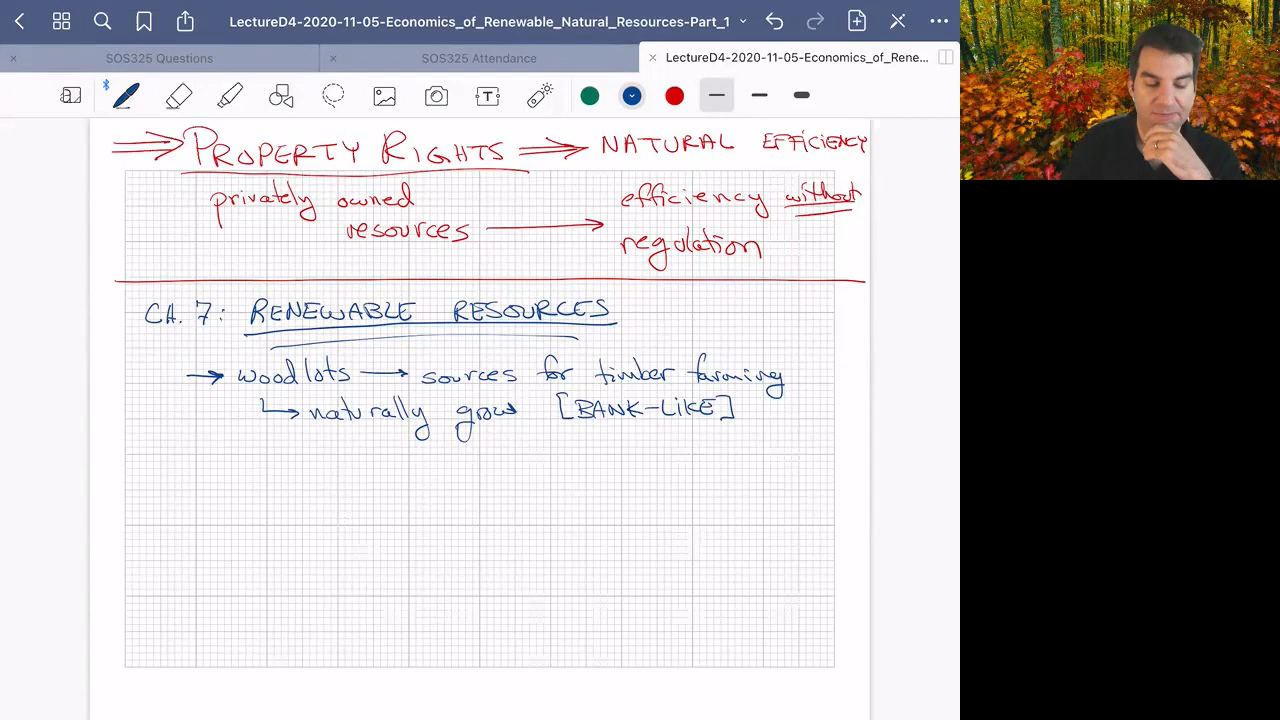 LectureD4-2020-11-05-Economics_of_Renewable_Natural_Resources-Part_1
SOS325 Questions
SOS325 Attendance
LectureD4-2020-11-05-Economics_of_Rene...
⇒ PROPERTY RIGHTS ⇒ NATURAL EFFICIENCY
privately owned resources → efficiency without regulation
CH. 7: RENEWABLE RESOURCES
→ woodlots → sources for timber farming
↳ naturally grow [BANK-LIKE]